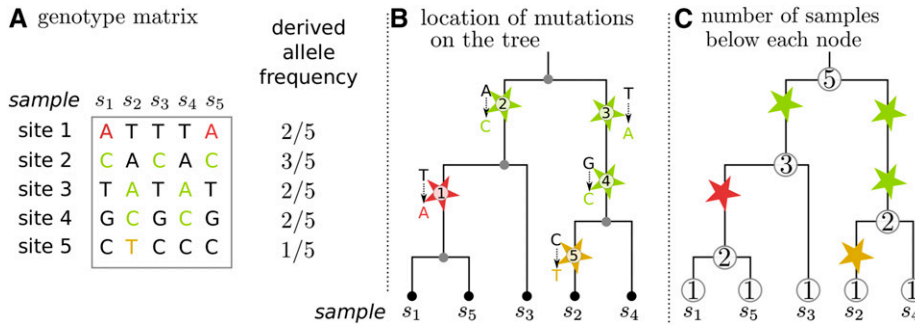 A genotype matrix
derived
allele
frequency
sample s1 s2 s3 s4 s5
site 1 A T T T A 2/5
site 2 C A C A C 3/5
site 3 T A T A T 2/5
site 4 G C G C G 2/5
site 5 C T C C C 1/5
B location of mutations
on the tree
A
2
C
T
3
A
G
4
C
T
1
A
C
5
T
sample s1 s5 s3 s2 s4
C number of samples
below each node
5
3
2
2
1 1 1 1 1
s1 s5 s3 s2 s4